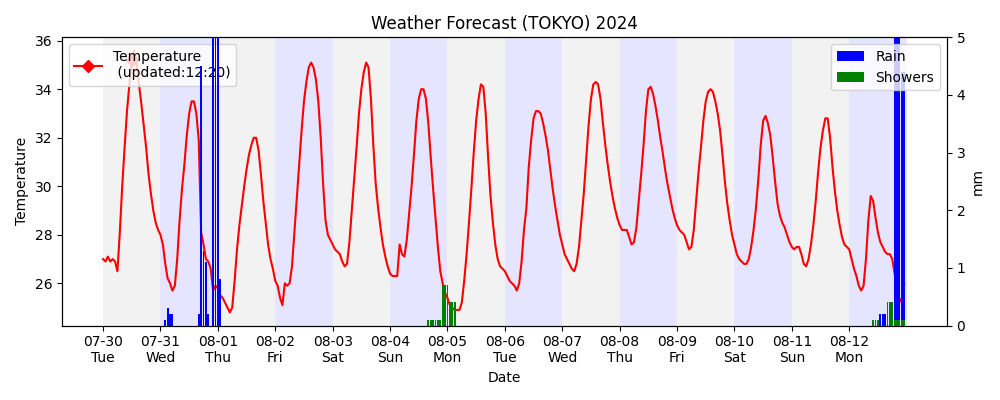 Weather Forecast (TOKYO) 2024
Temperature
(updated:12:20)
Rain
Showers
Temperature
36
34
32
30
28
26
mm
5
4
3
2
1
0
07-30 07-31 08-01 08-02 08-03 08-04 08-05 08-06 08-07 08-08 08-09 08-10 08-11 08-12
Tue Wed Thu Fri Sat Sun Mon Tue Wed Thu Fri Sat Sun Mon
Date